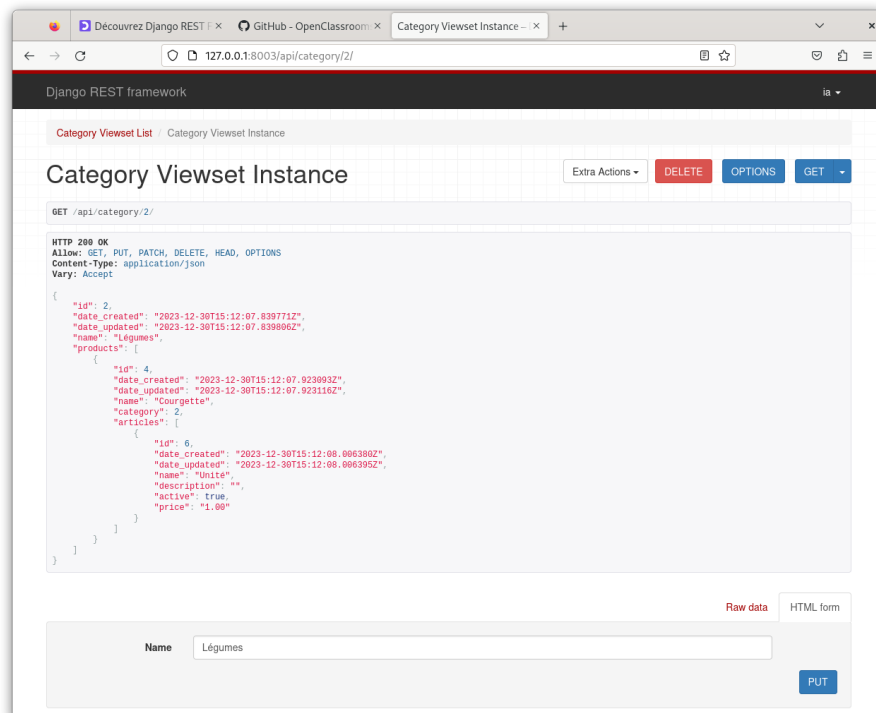 Découvrez Django REST F
GitHub - OpenClassroom
Category Viewset Instance –
127.0.0.1:8003/api/category/2/
Django REST framework
ia
Category Viewset List / Category Viewset Instance
Category Viewset Instance
Extra Actions
DELETE
OPTIONS
GET
GET /api/category/2/
HTTP 200 OK
Allow: GET, PUT, PATCH, DELETE, HEAD, OPTIONS
Content-Type: application/json
Vary: Accept
{
    "id": 2,
    "date_created": "2023-12-30T15:12:07.839771Z",
    "date_updated": "2023-12-30T15:12:07.839806Z",
    "name": "Légumes",
    "products": [
        {
            "id": 4,
            "date_created": "2023-12-30T15:12:07.923093Z",
            "date_updated": "2023-12-30T15:12:07.923116Z",
            "name": "Courgette",
            "category": 2,
            "articles": [
                {
                    "id": 6,
                    "date_created": "2023-12-30T15:12:08.006380Z",
                    "date_updated": "2023-12-30T15:12:08.006395Z",
                    "name": "Unité",
                    "description": "",
                    "active": true,
                    "price": "1.00"
                }
            ]
        }
    ]
}
Raw data
HTML form
Name
Légumes
PUT